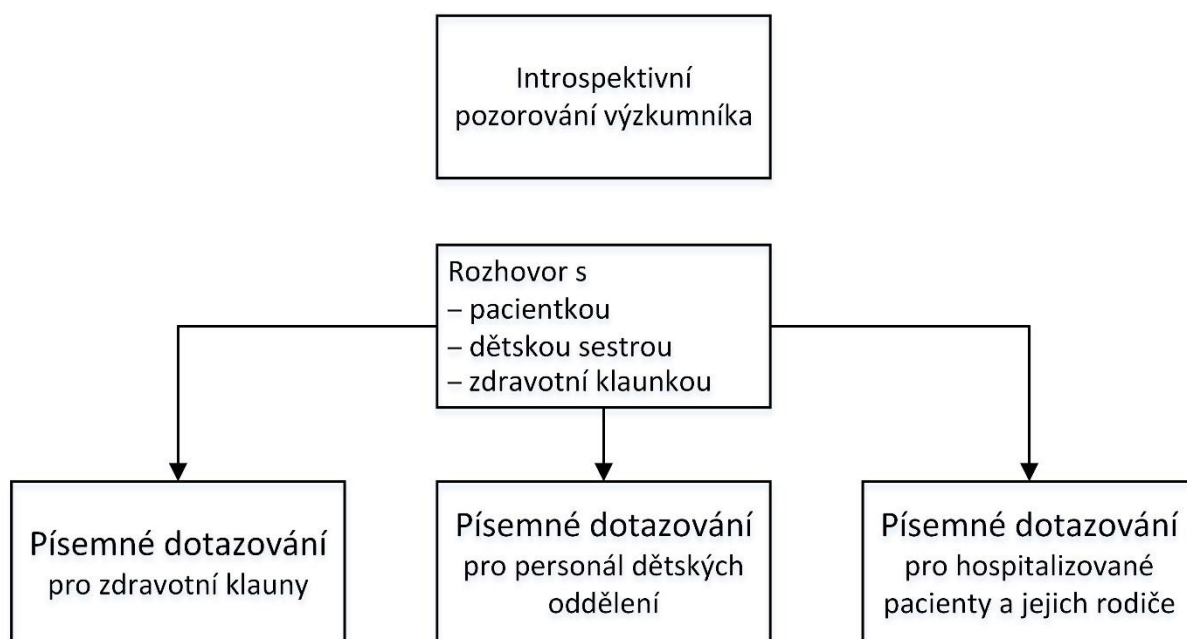 Introspektivní
pozorování výzkumníka
Rozhovor s
– pacientkou
– dětskou sestrou
– zdravotní klaunkou
Písemné dotazování
pro zdravotní klauny
Písemné dotazování
pro personál dětských
oddělení
Písemné dotazování
pro hospitalizované
pacienty a jejich rodiče